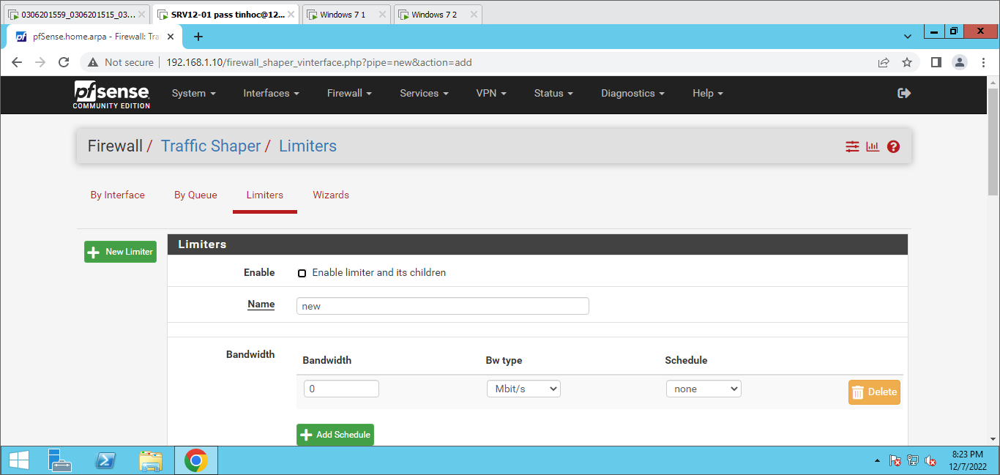 0306201559_0306201515_03...
SRV12-01 pass tinhoc@12...
Windows 7 1
Windows 7 2
pf pfSense.home.arpa - Firewall: Tra
Not secure
192.168.1.10/firewall_shaper_vinterface.php?pipe=new&action=add
pfsense
COMMUNITY EDITION
System
Interfaces
Firewall
Services
VPN
Status
Diagnostics
Help
Firewall / Traffic Shaper / Limiters
By Interface
By Queue
Limiters
Wizards
New Limiter
Limiters
Enable
Enable limiter and its children
Name
new
Bandwidth
Bandwidth
Bw type
Schedule
0
Mbit/s
none
Delete
Add Schedule
8:23 PM
12/7/2022